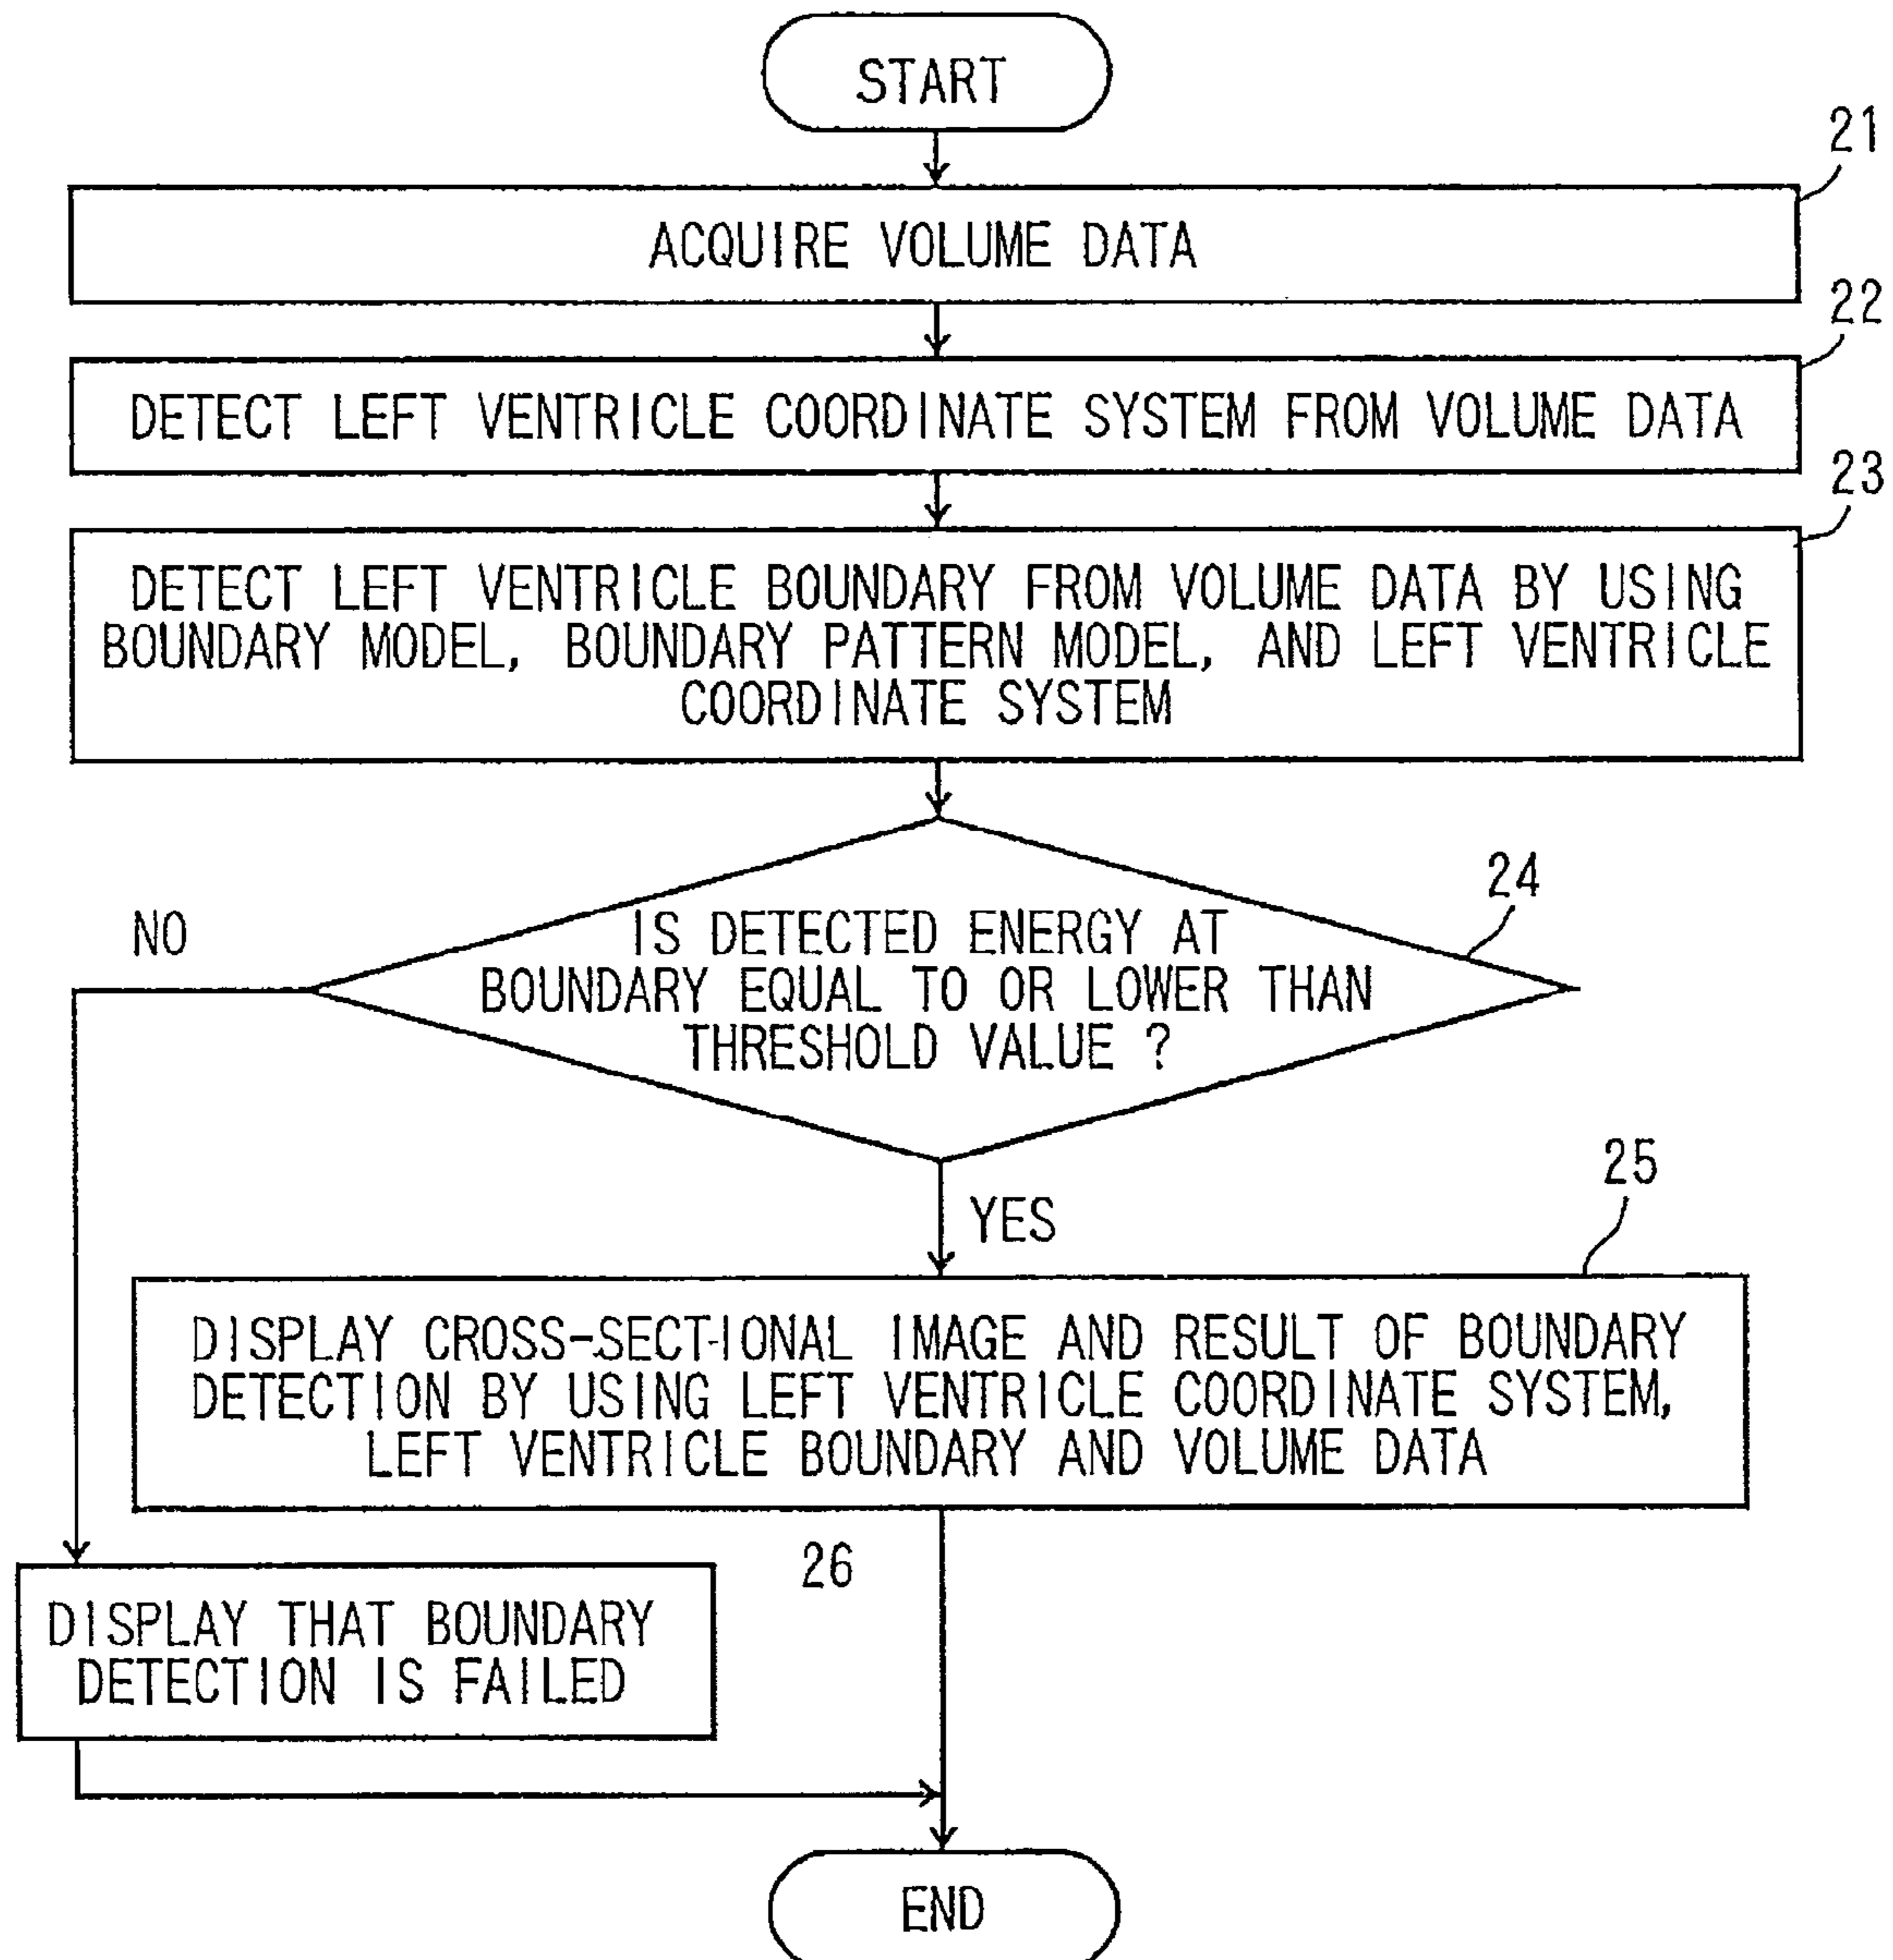 START
21
ACQUIRE VOLUME DATA
22
DETECT LEFT VENTRICLE COORDINATE SYSTEM FROM VOLUME DATA
23
DETECT LEFT VENTRICLE BOUNDARY FROM VOLUME DATA BY USING
BOUNDARY MODEL, BOUNDARY PATTERN MODEL, AND LEFT VENTRICLE
COORDINATE SYSTEM
24
NO
IS DETECTED ENERGY AT
BOUNDARY EQUAL TO OR LOWER THAN
THRESHOLD VALUE ?
YES
25
DISPLAY CROSS-SECTIONAL IMAGE AND RESULT OF BOUNDARY
DETECTION BY USING LEFT VENTRICLE COORDINATE SYSTEM,
LEFT VENTRICLE BOUNDARY AND VOLUME DATA
26
DISPLAY THAT BOUNDARY
DETECTION IS FAILED
END